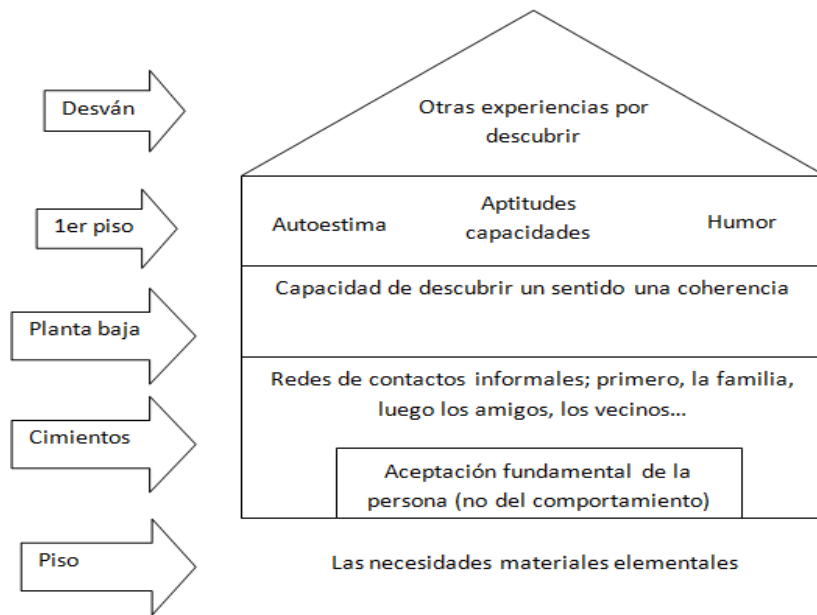 Desván
Otras experiencias por
descubrir
1er piso
Autoestima
Aptitudes
capacidades
Humor
Planta baja
Capacidad de descubrir un sentido una coherencia
Cimientos
Redes de contactos informales; primero, la familia,
luego los amigos, los vecinos...
Aceptación fundamental de la
persona (no del comportamiento)
Piso
Las necesidades materiales elementales